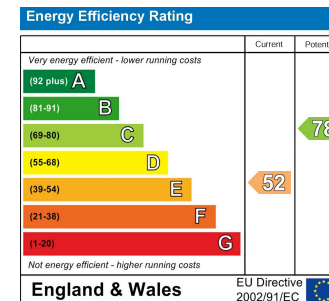 Energy Efficiency Rating
Current
Very energy efficient - lower running costs
(92 plus) A
(81-91) B
(69-80) C
78
(55-68) D
(39-54) E
52
(21-38) F
(1-20) G
Not energy efficient - higher running costs
England & Wales
EU Directive
2002/91/EC